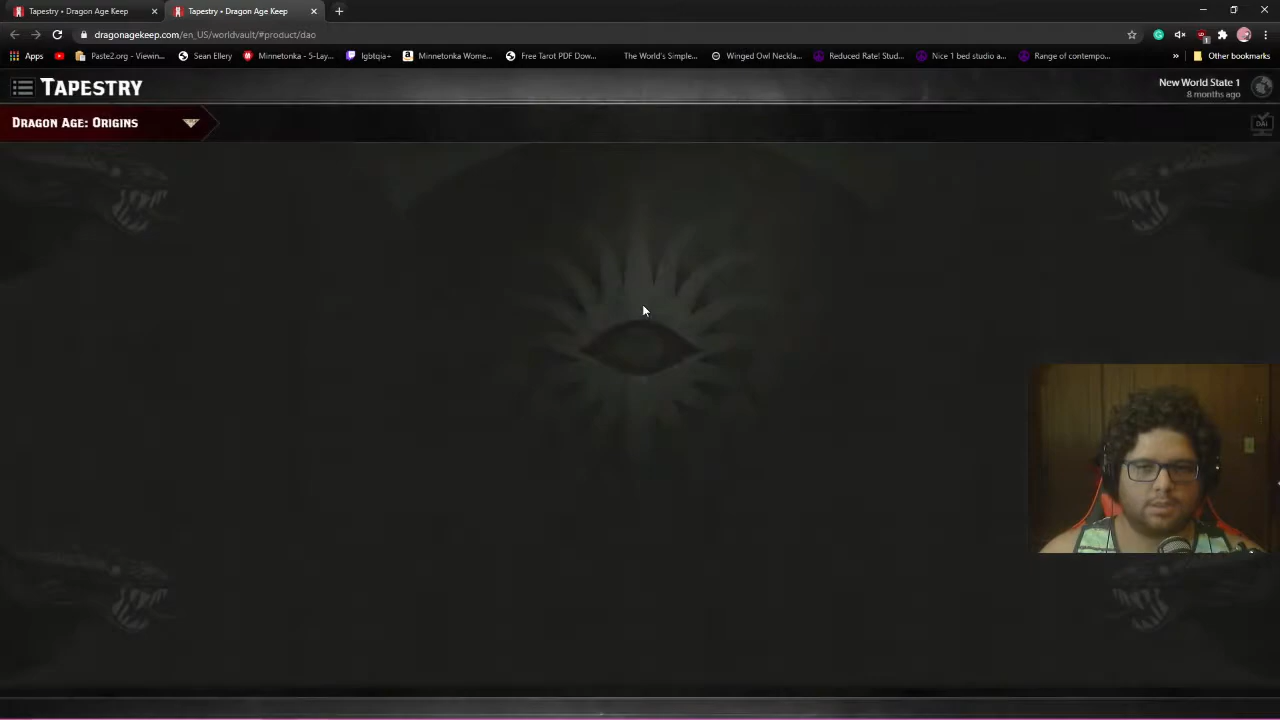 Tapestry • Dragon Age Keep
Tapestry • Dragon Age Keep
dragonagekeep.com/en_US/worldvault/#product/dao
Apps
Paste2.org - Viewin...
Sean Ellery
Minnetonka - 5-Lay...
lgbtqia+
Minnetonka Wome...
Free Tarot PDF Dow...
The World's Simple...
Winged Owl Neckla...
Reduced Rate! Stud...
Nice 1 bed studio a...
Range of contempo...
»
Other bookmarks
TAPESTRY
New World State 1
8 months ago
DRAGON AGE: ORIGINS
DAI